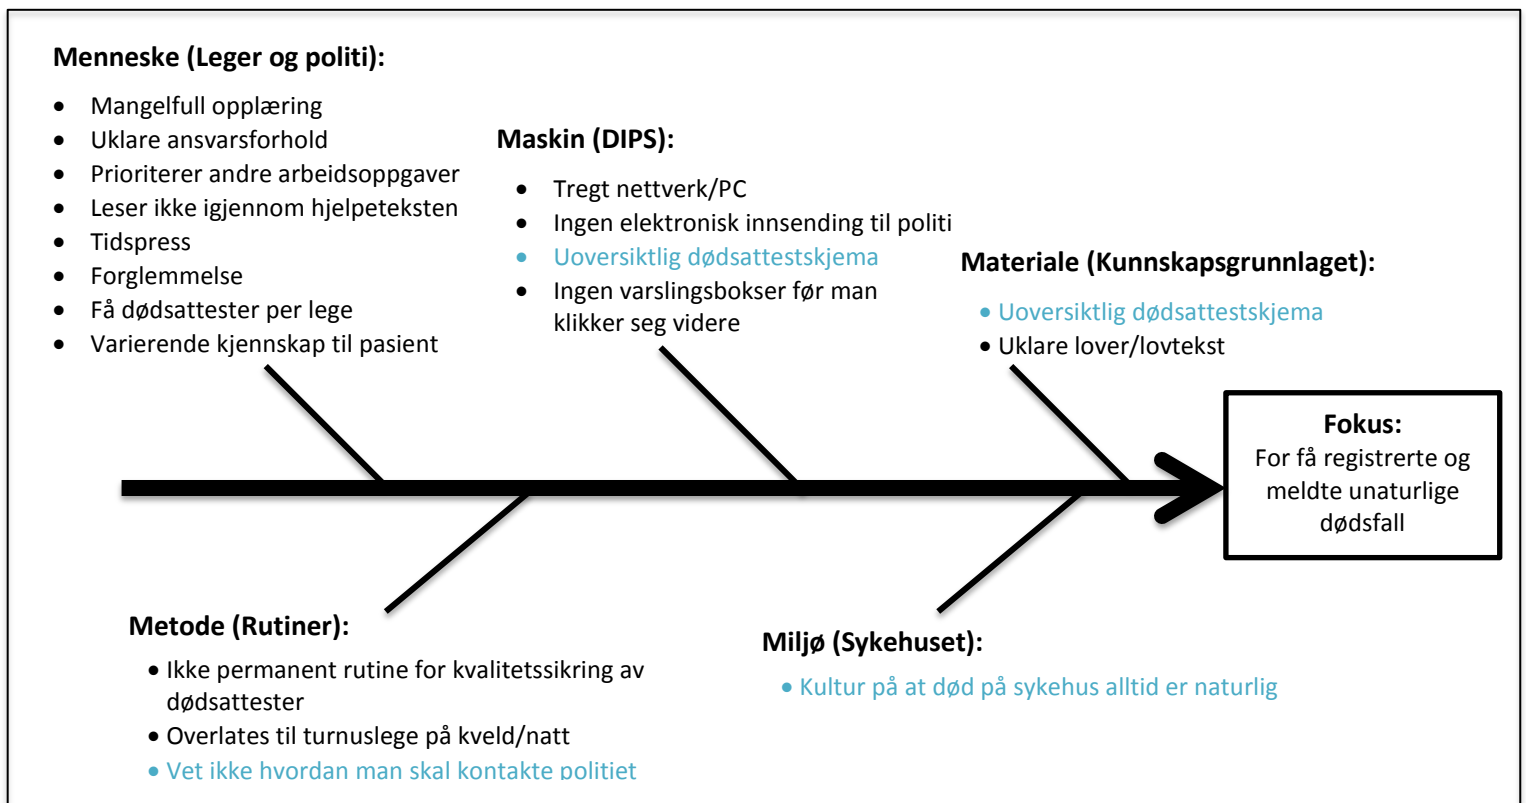 Menneske (Leger og politi):
• Mangelfull opplæring
• Uklare ansvarsforhold
• Prioriterer andre arbeidsoppgaver
• Leser ikke igjennom hjelpeteksten
• Tidspress
• Forglemmelse
• Få dødsattester per lege
• Varierende kjennskap til pasient
Maskin (DIPS):
• Tregt nettverk/PC
• Ingen elektronisk innsending til politi
• Uoversiktlig dødsattestskjema
• Ingen varslingsbokser før man
klikker seg videre
Materiale (Kunnskapsgrunnlaget):
• Uoversiktlig dødsattestskjema
• Uklare lover/lovtekst
Fokus:
For få registrerte og
meldte unaturlige
dødsfall
Metode (Rutiner):
• Ikke permanent rutine for kvalitetssikring av
dødsattester
• Overlates til turnuslege på kveld/natt
• Vet ikke hvordan man skal kontakte politiet
Miljø (Sykehuset):
• Kultur på at død på sykehus alltid er naturlig